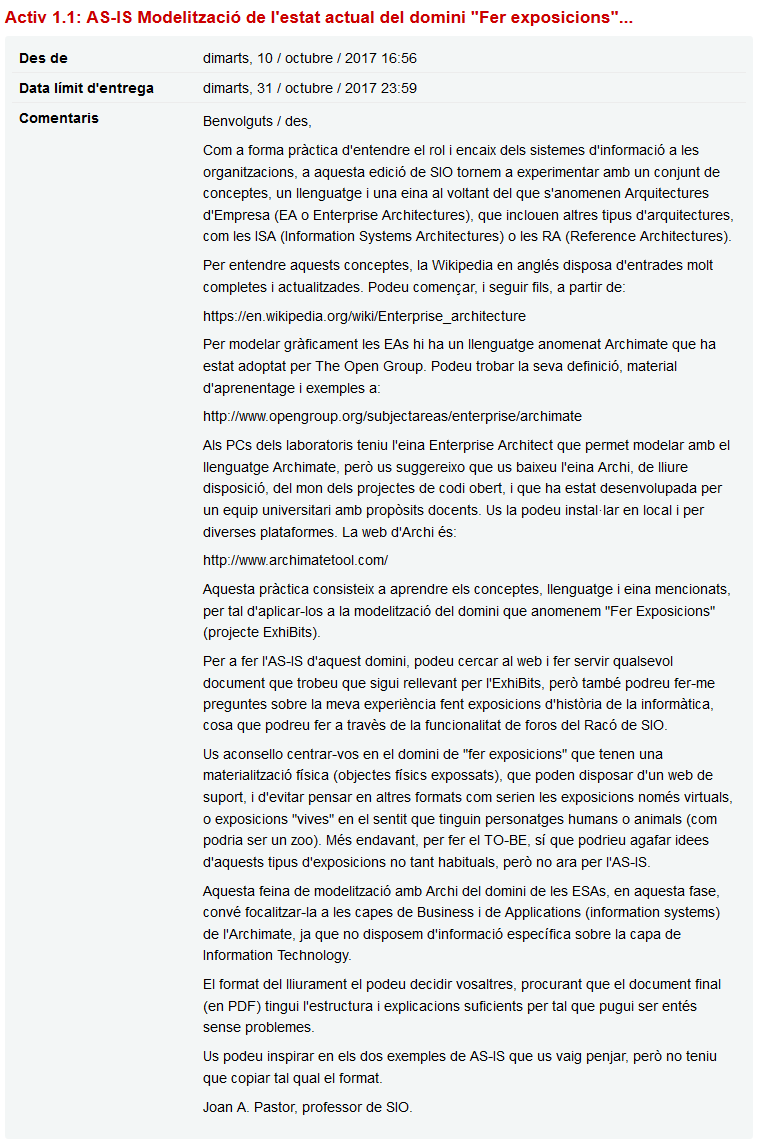 Activ 1.1: AS-IS Modelització de l'estat actual del domini "Fer exposicions"...
Des de dimarts, 10 / octubre / 2017 16:56
Data límit d'entrega dimarts, 31 / octubre / 2017 23:59
Comentaris Benvolguts / des,
Com a forma pràctica d'entendre el rol i encaix dels sistemes d'informació a les
organitzacions, a aquesta edició de SIO tornem a experimentar amb un conjunt de
conceptes, un llenguatge i una eina al voltant del que s'anomenen Arquitectures
d'Empresa (EA o Enterprise Architectures), que inclouen altres tipus d'arquitectures,
com les ISA (Information Systems Architectures) o les RA (Reference Architectures).
Per entendre aquests conceptes, la Wikipedia en anglés disposa d'entrades molt
completes i actualitzades. Podeu començar, i seguir fils, a partir de:
https://en.wikipedia.org/wiki/Enterprise_architecture
Per modelar gràficament les EAs hi ha un llenguatge anomenat Archimate que ha
estat adoptat per The Open Group. Podeu trobar la seva definició, material
d'aprenentage i exemples a:
http://www.opengroup.org/subjectareas/enterprise/archimate
Als PCs dels laboratoris teniu l'eina Enterprise Architect que permet modelar amb el
llenguatge Archimate, però us suggereixo que us baixeu l'eina Archi, de lliure
disposició, del mon dels projectes de codi obert, i que ha estat desenvolupada per
un equip universitari amb propòsits docents. Us la podeu instal·lar en local i per
diverses plataformes. La web d'Archi és:
http://www.archimatetool.com/
Aquesta pràctica consisteix a aprendre els conceptes, llenguatge i eina mencionats,
per tal d'aplicar-los a la modelització del domini que anomenem "Fer Exposicions"
(projecte ExhiBits).
Per a fer l'AS-IS d'aquest domini, podeu cercar al web i fer servir qualsevol
document que trobeu que sigui rellevant per l'ExhiBits, però també podreu fer-me
preguntes sobre la meva experiència fent exposicions d'història de la informàtica,
cosa que podreu fer a través de la funcionalitat de foros del Racó de SIO.
Us aconsello centrar-vos en el domini de "fer exposicions" que tenen una
materialització física (objectes físics expossats), que poden disposar d'un web de
suport, i d'evitar pensar en altres formats com serien les exposicions només virtuals,
o exposicions "vives" en el sentit que tinguin personatges humans o animals (com
podria ser un zoo). Més endavant, per fer el TO-BE, sí que podrieu agafar idees
d'aquests tipus d'exposicions no tant habituals, però no ara per l'AS-IS.
Aquesta feina de modelització amb Archi del domini de les ESAs, en aquesta fase,
convé focalitzar-la a les capes de Business i de Applications (information systems)
de l'Archimate, ja que no disposem d'informació específica sobre la capa de
Information Technology.
El format del lliurament el podeu decidir vosaltres, procurant que el document final
(en PDF) tingui l'estructura i explicacions suficients per tal que pugui ser entés
sense problemes.
Us podeu inspirar en els dos exemples de AS-IS que us vaig penjar, però no teniu
que copiar tal qual el format.
Joan A. Pastor, professor de SIO.